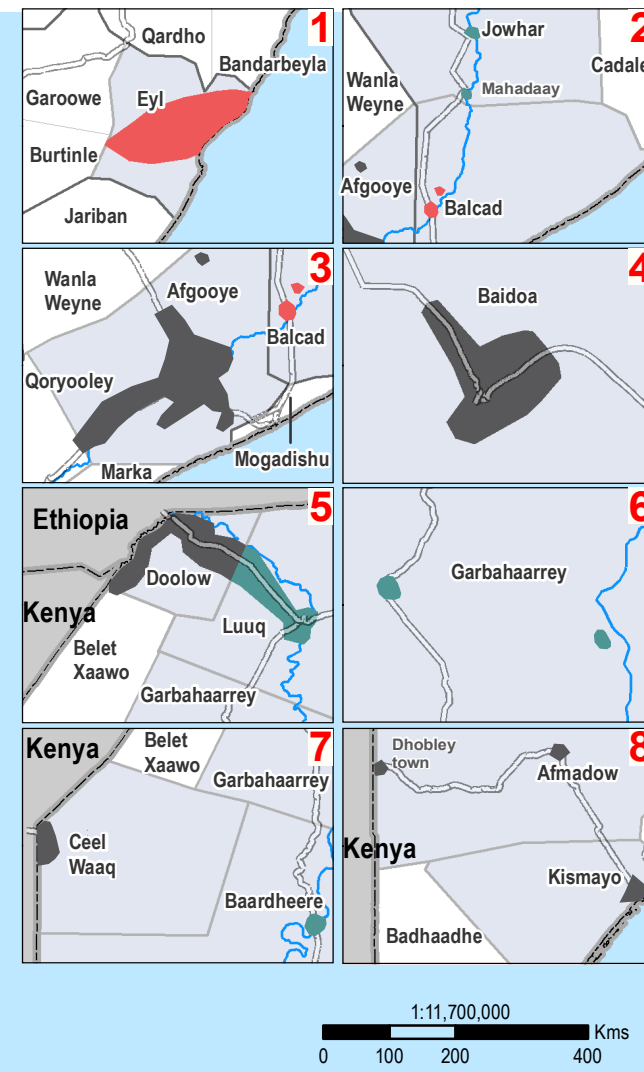 1
Qardho
Bandarbeyla
Garoowe
Eyl
Burtinle
Jariban
2
Jowhar
Cadale
Wanla
Weyne
Mahadaay
Afgooye
Balcad
3
Wanla
Weyne
Afgooye
Balcad
Qoryooley
Mogadishu
Marka
4
Baidoa
5
Ethiopia
Doolow
Kenya
Luuq
Belet
Xaawo
Garbahaarrey
6
Garbahaarrey
7
Kenya
Belet
Xaawo
Garbahaarrey
Ceel
Waaq
Baardheere
8
Dhobley
town
Afmadow
Kenya
Kismayo
Badhaadhe
1:11,700,000
Kms
0 100 200 400